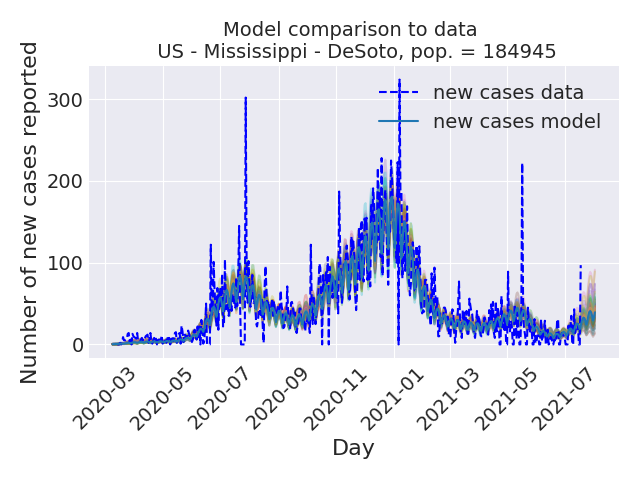 Model comparison to data
US - Mississippi - DeSoto, pop. = 184945
Number of new cases reported
300
200
100
0
new cases data
new cases model
2020-03
2020-05
2020-07
2020-09
2020-11
2021-01
2021-03
2021-05
2021-07
Day